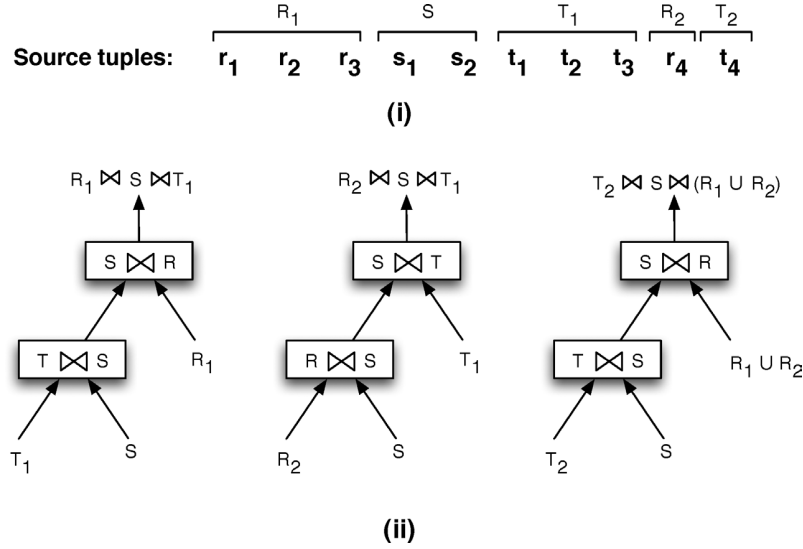 R₁ S T₁ R₂ T₂
Source tuples: r₁ r₂ r₃ s₁ s₂ t₁ t₂ t₃ r₄ t₄
(i)
R₁ ⋈ S ⋈ T₁ R₂ ⋈ S ⋈ T₁ T₂ ⋈ S ⋈ (R₁ U R₂)
S ⋈ R S ⋈ T S ⋈ R
T ⋈ S R₁ R ⋈ S T₁ T ⋈ S R₁ U R₂
T₁ S R₂ S T₂ S
(ii)